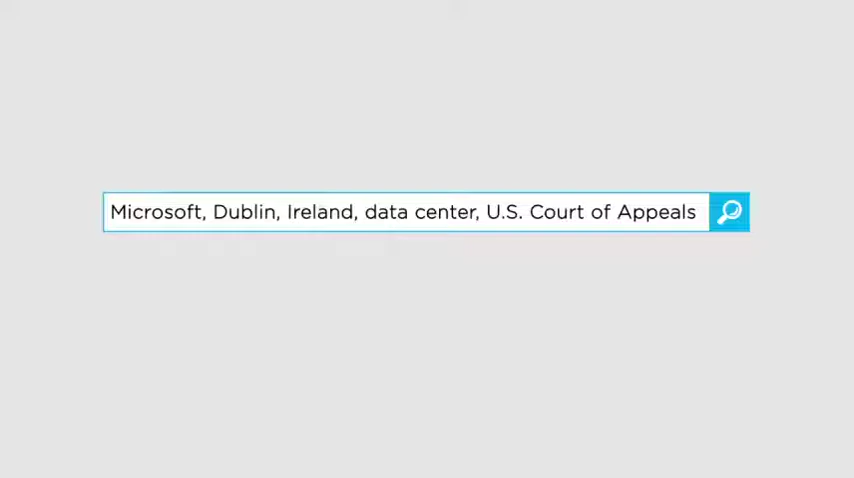 Microsoft, Dublin, Ireland, data center, U.S. Court of Appeals